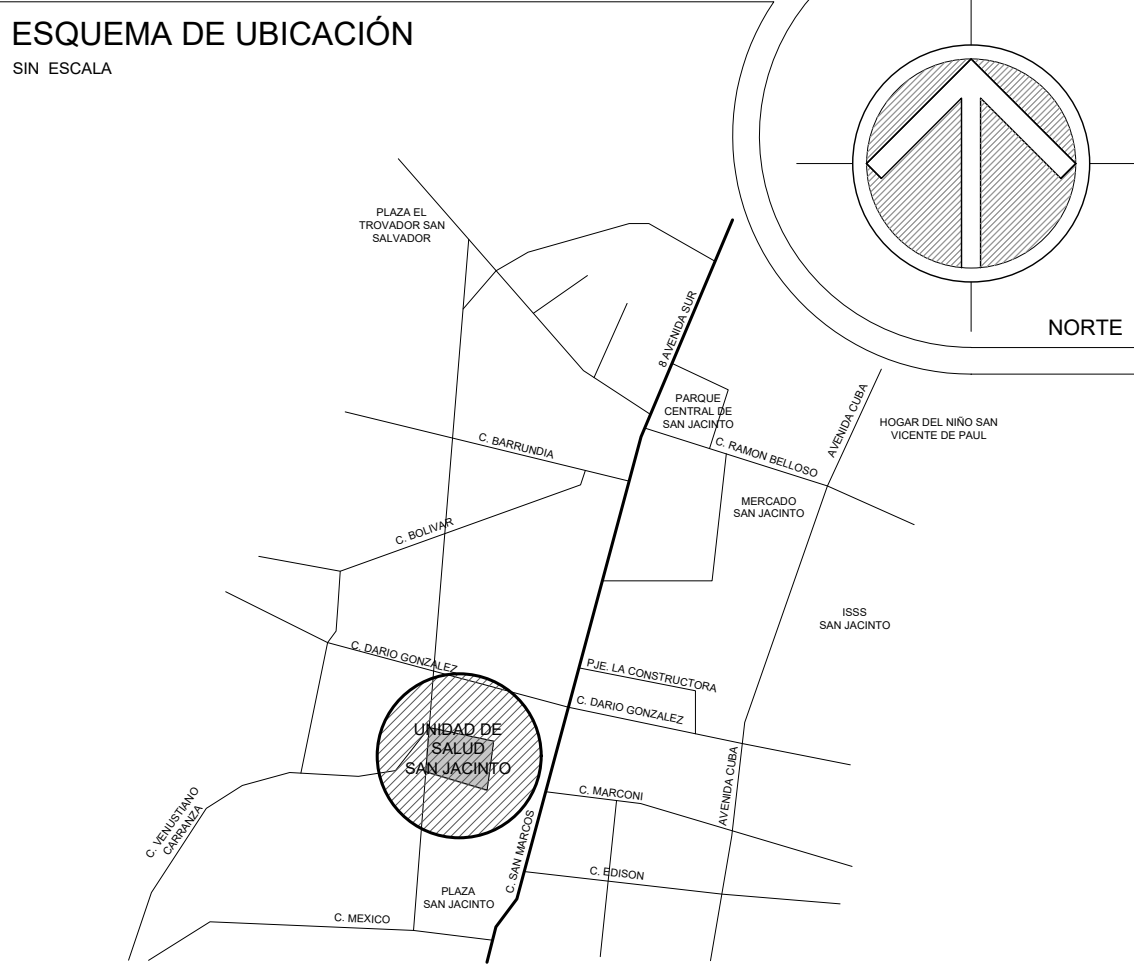 ESQUEMA DE UBICACIÓN
SIN ESCALA
NORTE
PLAZA EL
TROVADOR SAN
SALVADOR
8 AVENIDA SUR
PARQUE
CENTRAL DE
SAN JACINTO
AVENIDA CUBA
HOGAR DEL NIÑO SAN
VICENTE DE PAUL
C. BARRUNDIA
C. RAMON BELLOSO
MERCADO
SAN JACINTO
C. BOLIVAR
ISSS
SAN JACINTO
C. DARIO GONZALEZ
PJE. LA CONSTRUCTORA
C. DARIO GONZALEZ
UNIDAD DE
SALUD
SAN JACINTO
AVENIDA CUBA
C. MARCONI
C. VENUSTIANO
CARRANZA
C. SAN MARCOS
C. EDISON
PLAZA
SAN JACINTO
C. MEXICO